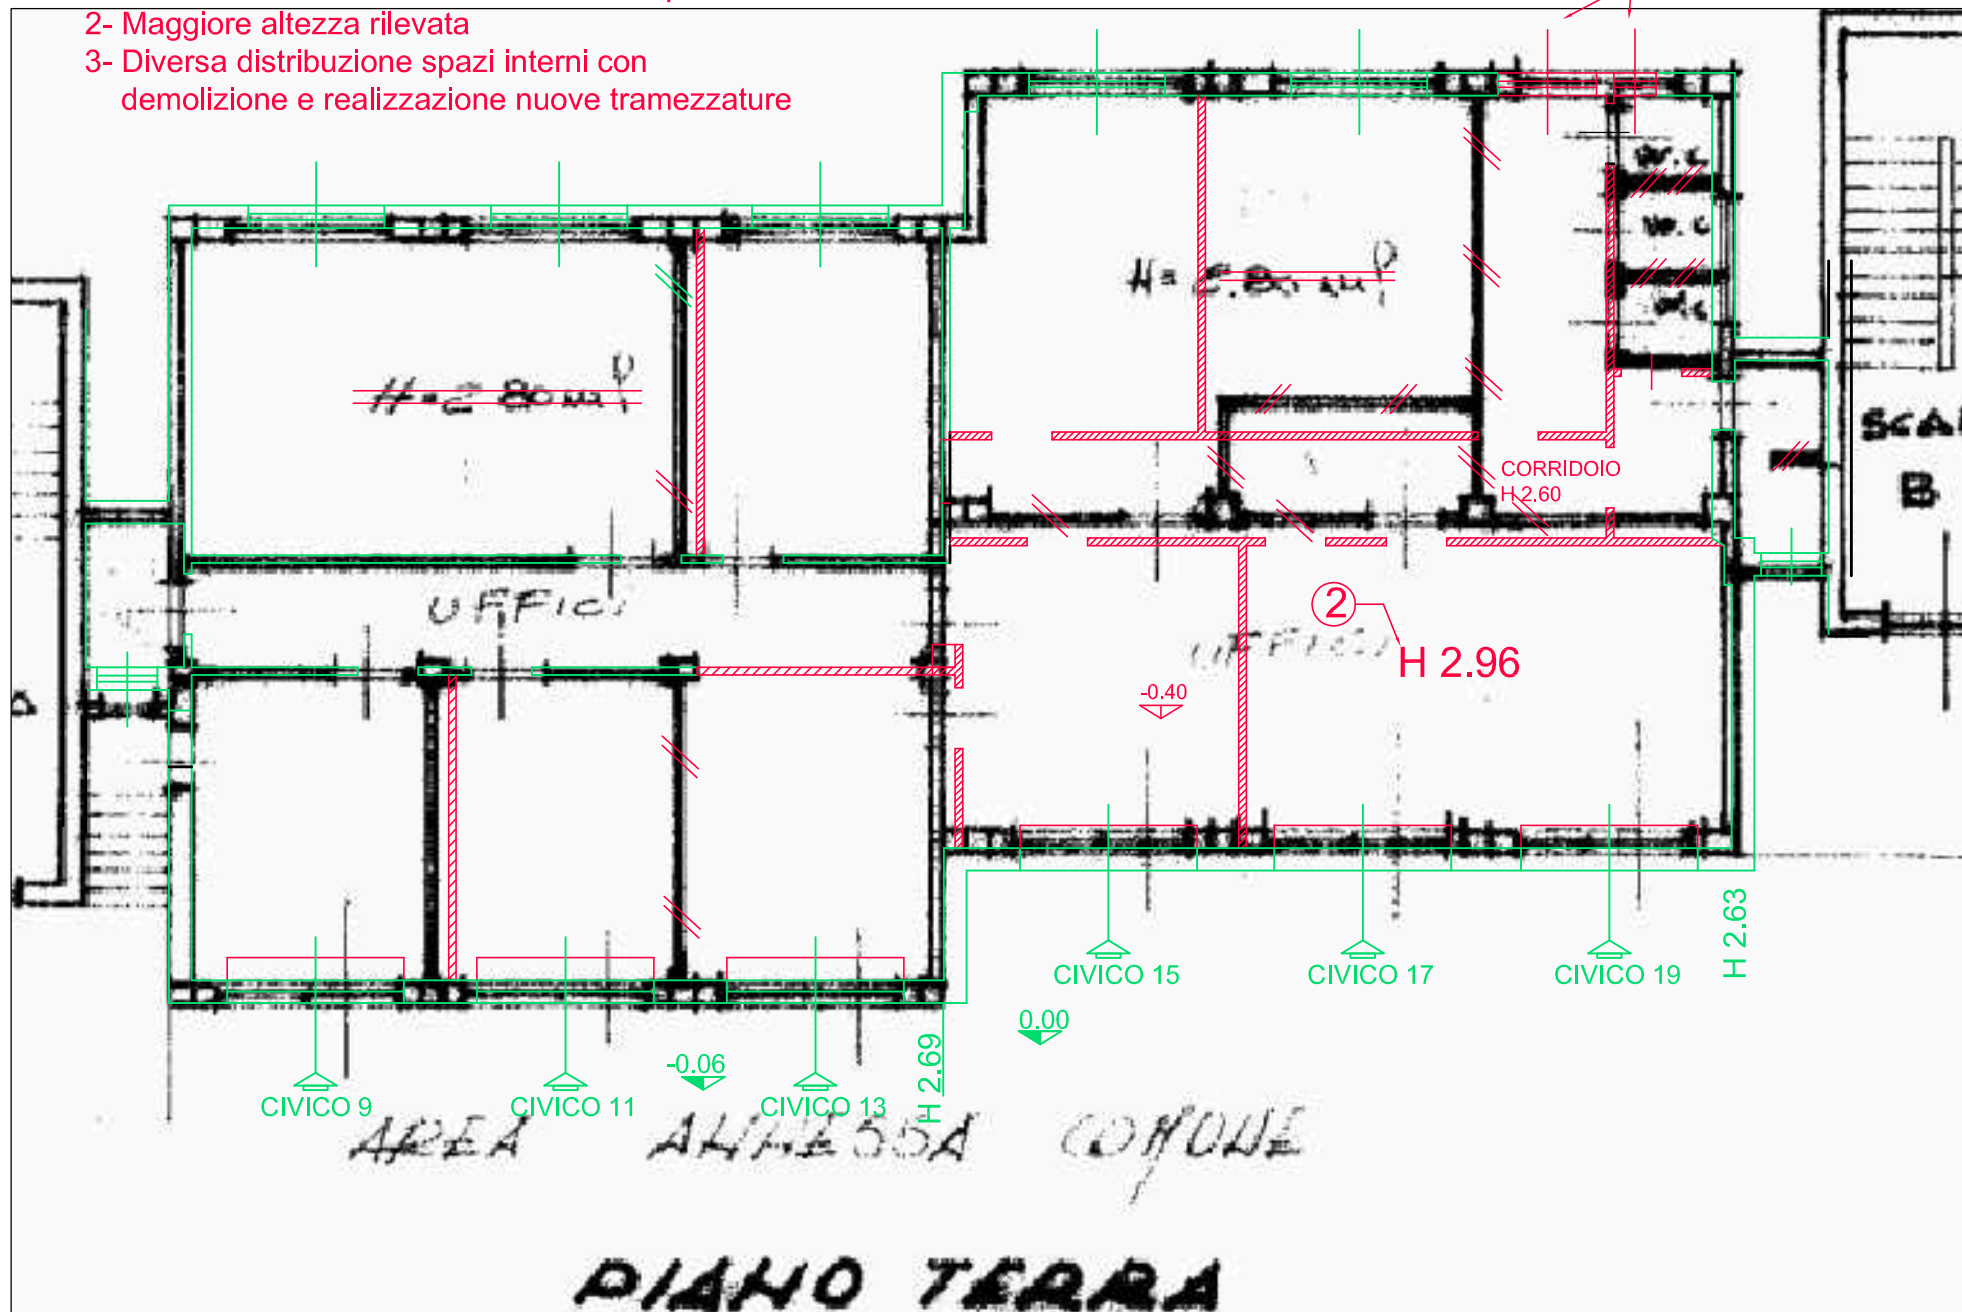 2- Maggiore altezza rilevata
3- Diversa distribuzione spazi interni con
demolizione e realizzazione nuove tramezzature
W.C
W.C
W.C
H=
H=2.80 m
SCAL
B
CORRIDOIO
H 2.60
UFFICI
2
UFFICI
H 2.96
-0.40
CIVICO 15
CIVICO 17
CIVICO 19
H 2.63
0.00
-0.06
H 2.69
CIVICO 9
CIVICO 11
CIVICO 13
AREA ANNESSA COMUNE
PIANO TERRA